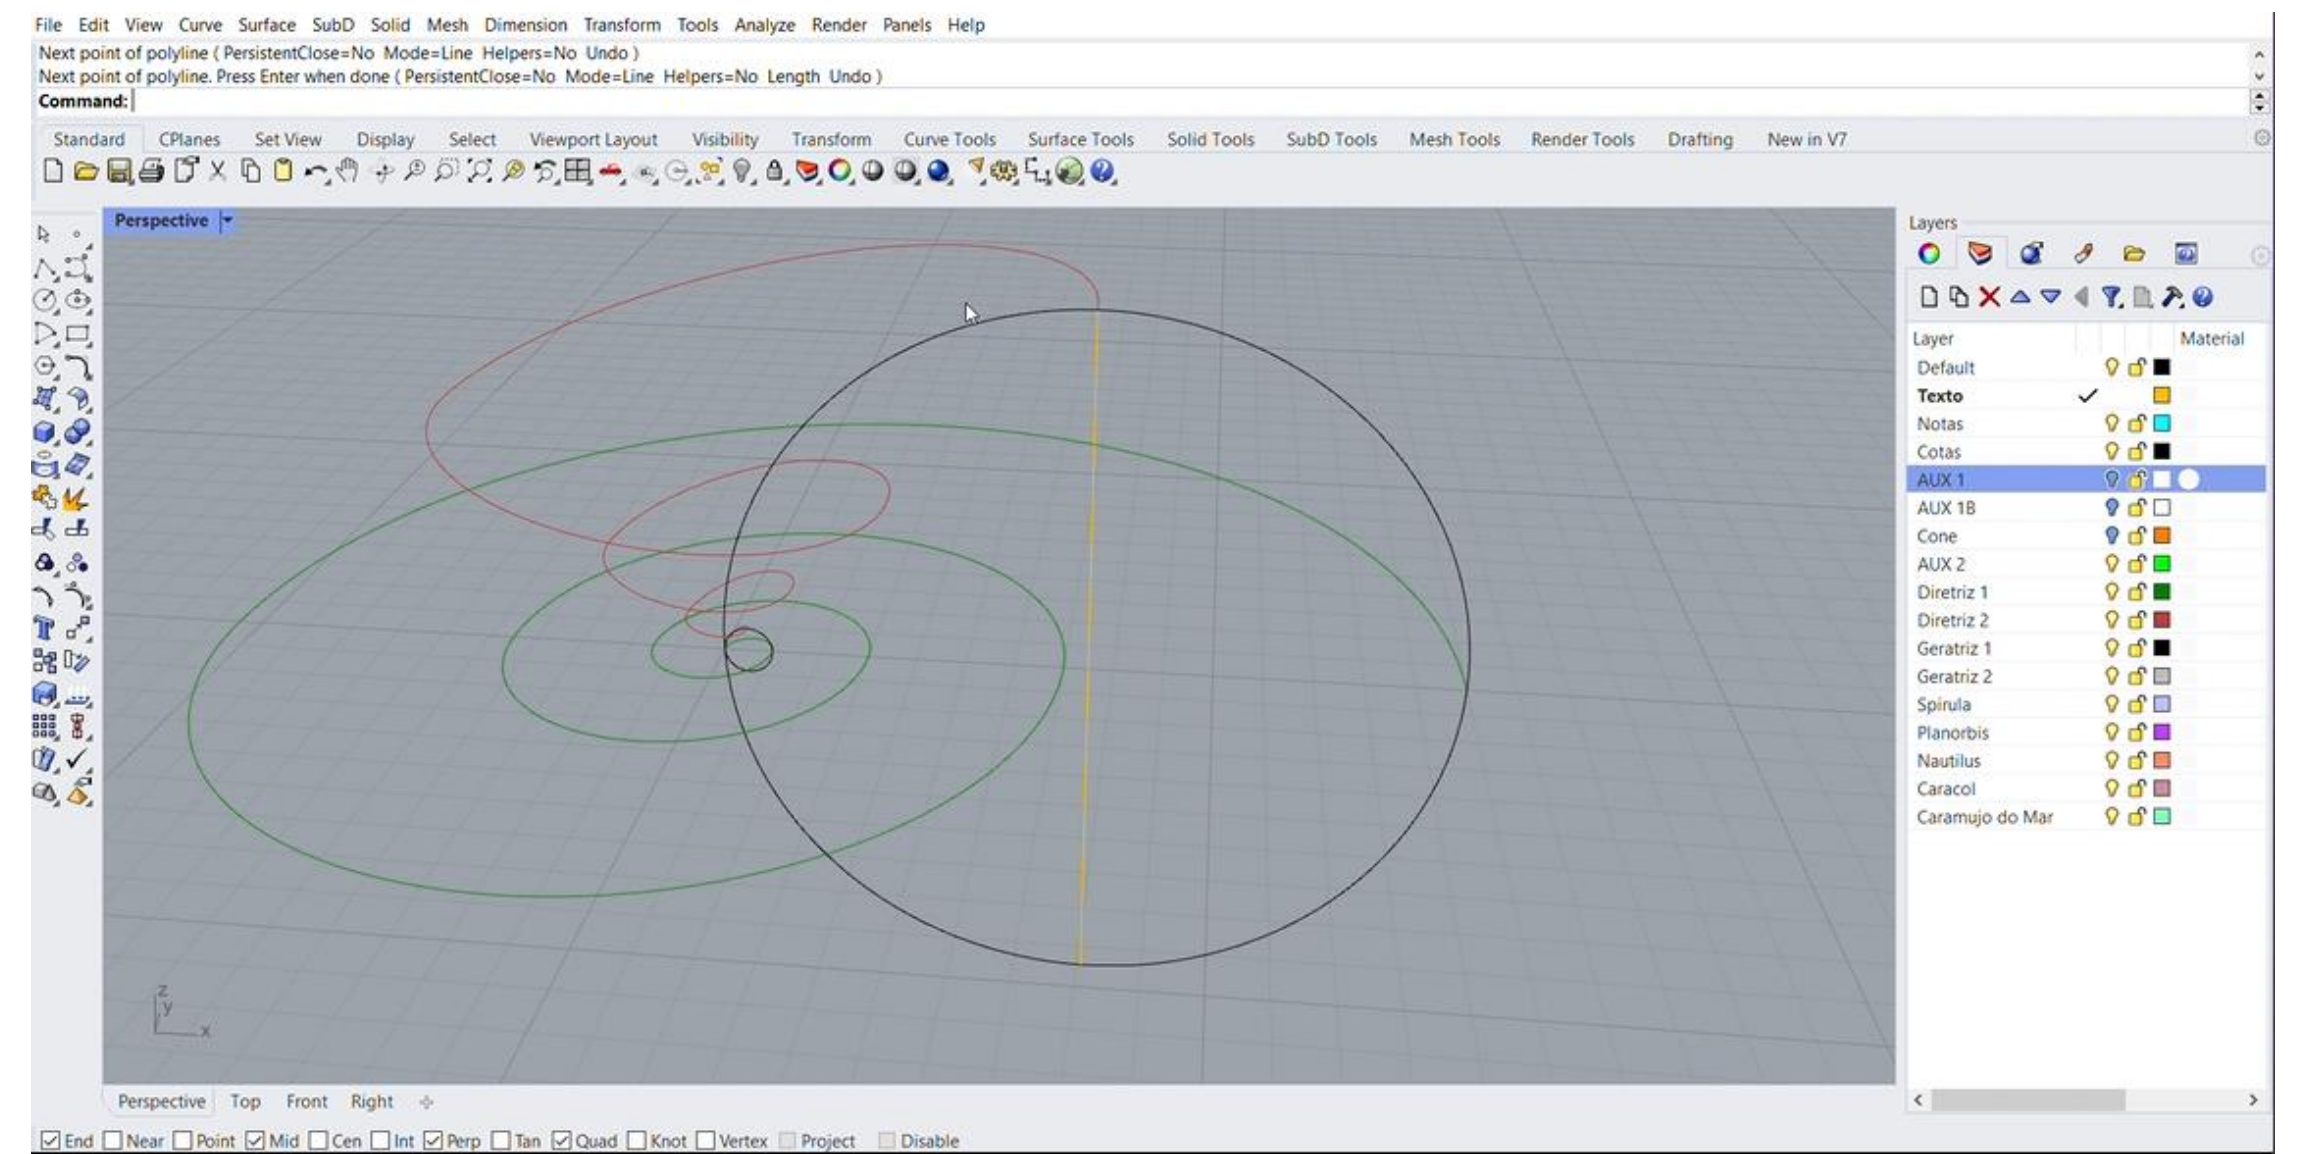 File Edit View Curve Surface SubD Solid Mesh Dimension Transform Tools Analyze Render Panels Help
Next point of polyline ( PersistentClose=No Mode=Line Helpers=No Undo )
Next point of polyline. Press Enter when done ( PersistentClose=No Mode=Line Helpers=No Length Undo )
Command:
Standard CPlanes Set View Display Select Viewport Layout Visibility Transform Curve Tools Surface Tools Solid Tools SubD Tools Mesh Tools Render Tools Drafting New in V7
Perspective
z
y
x
Layers
Layer Material
Default
Texto
Notas
Cotas
AUX 1
AUX 1B
Cone
AUX 2
Diretriz 1
Diretriz 2
Geratriz 1
Geratriz 2
Spirula
Planorbis
Nautilus
Caracol
Caramujo do Mar
Perspective Top Front Right
End Near Point Mid Cen Int Perp Tan Quad Knot Vertex Project Disable